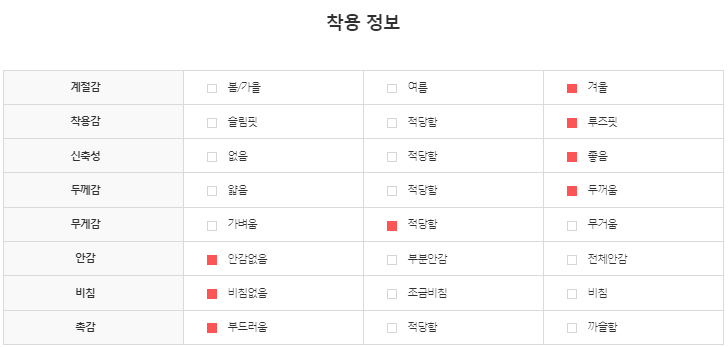 착용 정보
계절감 봄/가을 여름 겨울
착용감 슬림핏 적당함 루즈핏
신축성 없음 적당함 좋음
두께감 얇음 적당함 두꺼움
무게감 가벼움 적당함 무거움
안감 안감없음 부분안감 전체안감
비침 비침없음 조금비침 비침
촉감 부드러움 적당함 까슬함